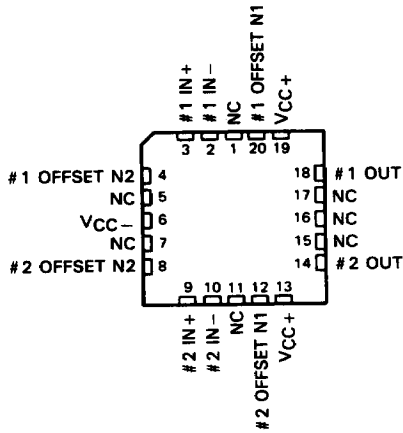 #1 IN+
#1 IN-
NC
#1 OFFSET N1
VCC+
3 2 1 20 19
#1 OFFSET N2 4
NC 5
VCC- 6
NC 7
#2 OFFSET N2 8
18 #1 OUT
17 NC
16 NC
15 NC
14 #2 OUT
9 10 11 12 13
#2 IN+
#2 IN-
NC
#2 OFFSET N1
VCC+